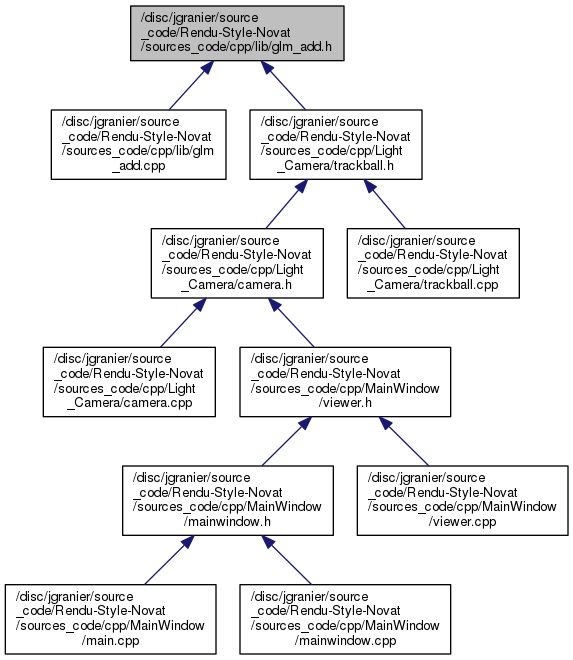 /disc/jgranier/source
_code/Rendu-Style-Novat
/sources_code/cpp/lib/glm_add.h
/disc/jgranier/source
_code/Rendu-Style-Novat
/sources_code/cpp/lib/glm
_add.cpp
/disc/jgranier/source
_code/Rendu-Style-Novat
/sources_code/cpp/Light
_Camera/trackball.h
/disc/jgranier/source
_code/Rendu-Style-Novat
/sources_code/cpp/Light
_Camera/camera.h
/disc/jgranier/source
_code/Rendu-Style-Novat
/sources_code/cpp/Light
_Camera/trackball.cpp
/disc/jgranier/source
_code/Rendu-Style-Novat
/sources_code/cpp/Light
_Camera/camera.cpp
/disc/jgranier/source
_code/Rendu-Style-Novat
/sources_code/cpp/MainWindow
/viewer.h
/disc/jgranier/source
_code/Rendu-Style-Novat
/sources_code/cpp/MainWindow
/mainwindow.h
/disc/jgranier/source
_code/Rendu-Style-Novat
/sources_code/cpp/MainWindow
/viewer.cpp
/disc/jgranier/source
_code/Rendu-Style-Novat
/sources_code/cpp/MainWindow
/main.cpp
/disc/jgranier/source
_code/Rendu-Style-Novat
/sources_code/cpp/MainWindow
/mainwindow.cpp